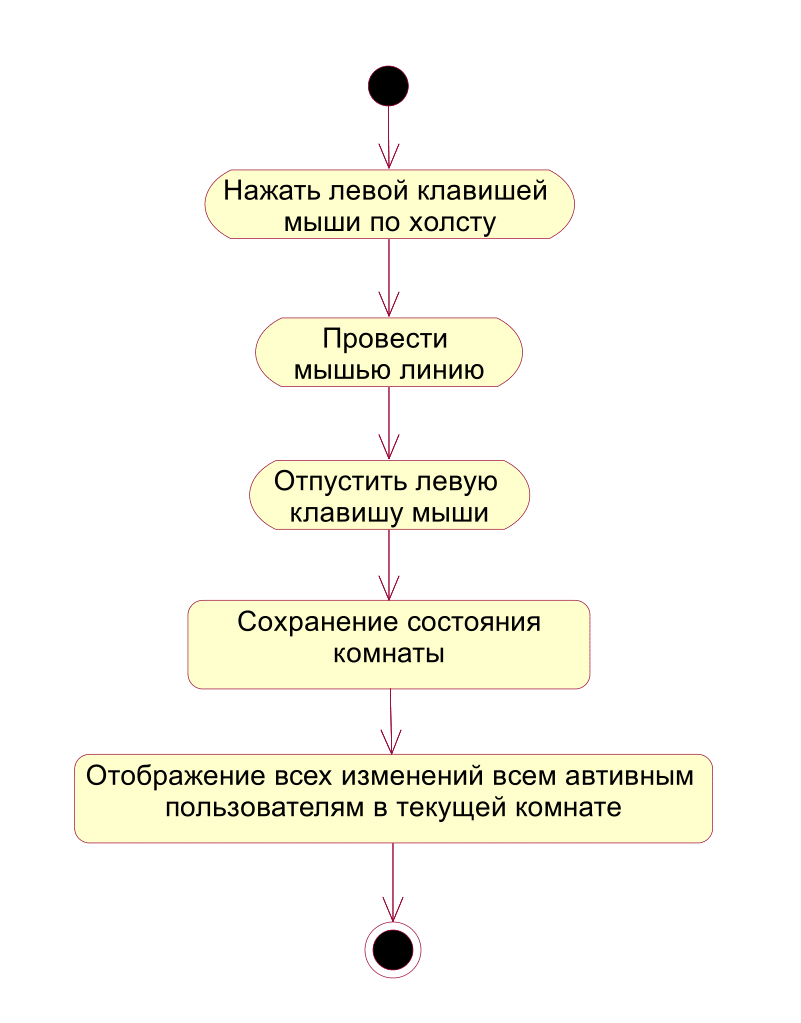 Нажать левой клавишей
мыши по холсту
Провести
мышью линию
Отпустить левую
клавишу мыши
Сохранение состояния
комнаты
Отображение всех изменений всем автивным
пользователям в текущей комнате